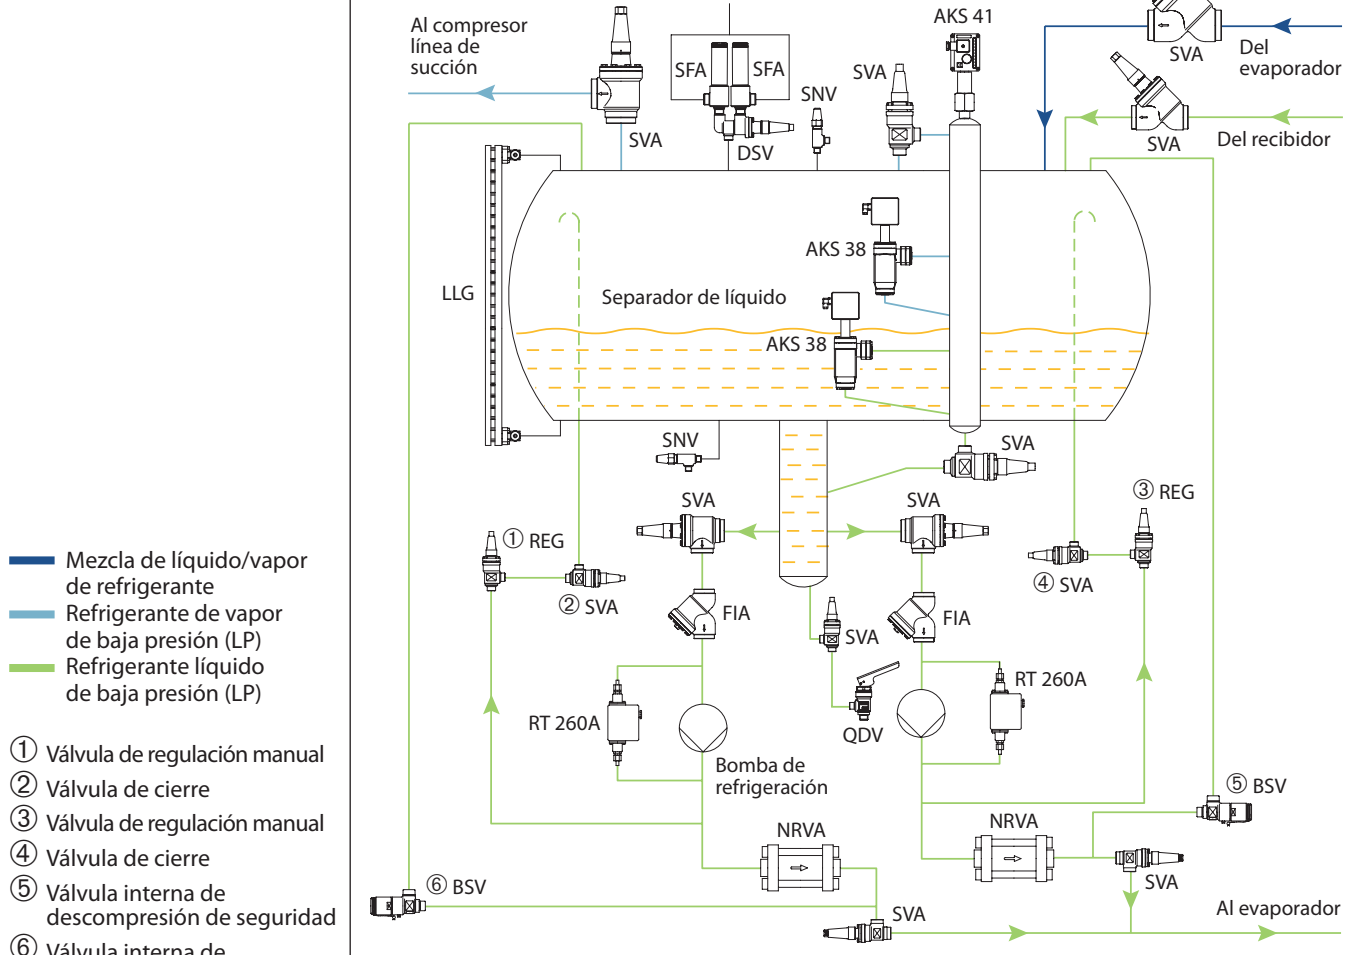 Al compresor
línea de
succión
SVA
SFA
SFA
DSV
SNV
SVA
AKS 41
SVA
Del
evaporador
SVA
Del recibidor
LLG
AKS 38
Separador de líquido
AKS 38
SNV
SVA
SVA
SVA
① REG
② SVA
③ REG
④ SVA
FIA
SVA
FIA
RT 260A
QDV
RT 260A
Bomba de
refrigeración
NRVA
NRVA
⑤ BSV
SVA
⑥ BSV
SVA
Al evaporador
Mezcla de líquido/vapor
de refrigerante
Refrigerante de vapor
de baja presión (LP)
Refrigerante líquido
de baja presión (LP)
① Válvula de regulación manual
② Válvula de cierre
③ Válvula de regulación manual
④ Válvula de cierre
⑤ Válvula interna de
descompresión de seguridad
⑥ Válvula interna de